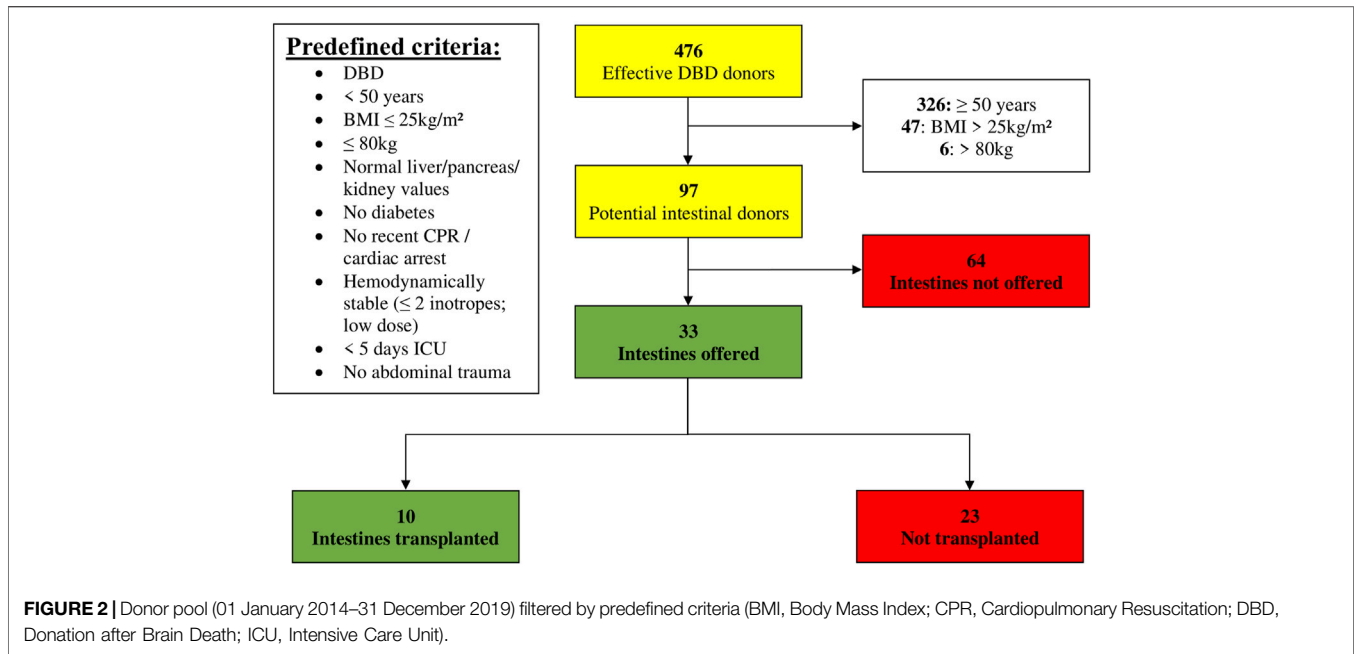 Predefined criteria:
• DBD
• < 50 years
• BMI ≤ 25kg/m²
• ≤ 80kg
• Normal liver/pancreas/
kidney values
• No diabetes
• No recent CPR /
cardiac arrest
• Hemodynamically
stable (≤ 2 inotropes;
low dose)
• < 5 days ICU
• No abdominal trauma
476
Effective DBD donors
326: ≥ 50 years
47: BMI > 25kg/m²
6: > 80kg
97
Potential intestinal donors
64
Intestines not offered
33
Intestines offered
10
Intestines transplanted
23
Not transplanted
FIGURE 2 | Donor pool (01 January 2014–31 December 2019) filtered by predefined criteria (BMI, Body Mass Index; CPR, Cardiopulmonary Resuscitation; DBD,
Donation after Brain Death; ICU, Intensive Care Unit).